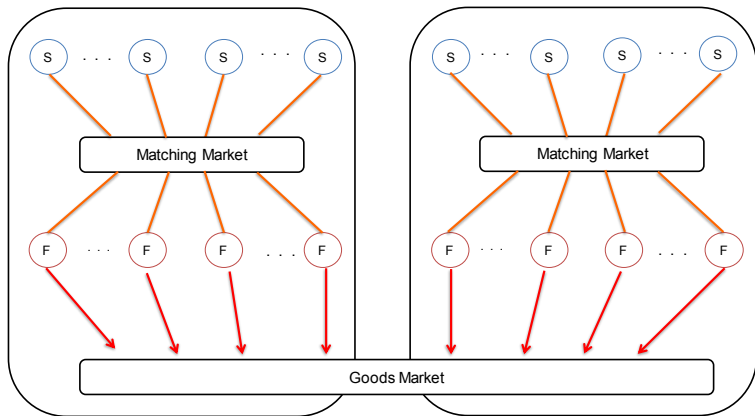 S . . . S S . . . S S . . . S S . . . S
Matching Market Matching Market
F . . . F F . . . F F . . . F F . . . F
Goods Market